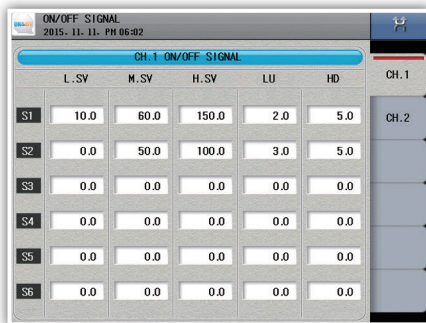 ON/OFF SIGNAL
2015. 11. 11. PM 06:02
CH.1 ON/OFF SIGNAL
L.SV M.SV H.SV LU HD
S1 10.0 60.0 150.0 2.0 5.0
S2 0.0 50.0 100.0 3.0 5.0
S3 0.0 0.0 0.0 0.0 0.0
S4 0.0 0.0 0.0 0.0 0.0
S5 0.0 0.0 0.0 0.0 0.0
S6 0.0 0.0 0.0 0.0 0.0
CH.1
CH.2